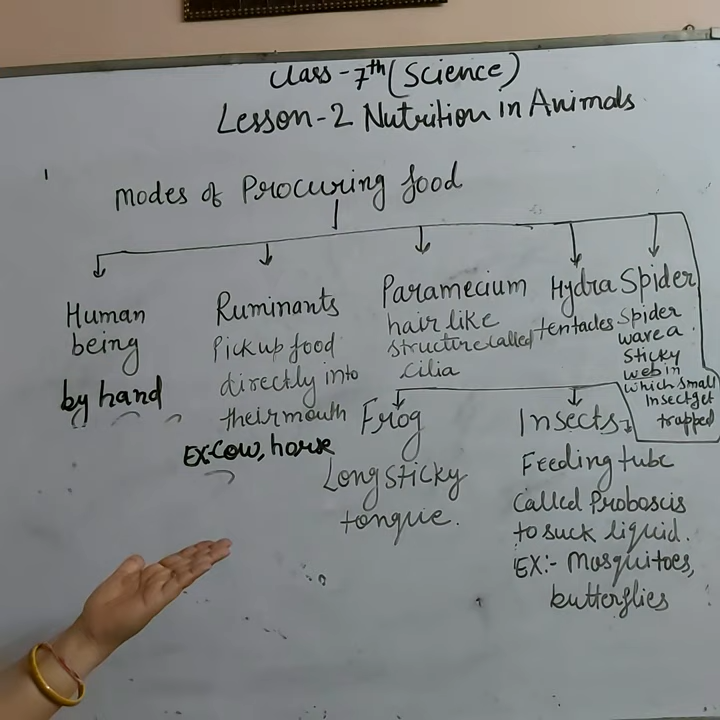 Class-7th (Science)
Lesson-2 Nutrition in Animals
modes of Procuring food
Human
being
by hand
Ruminants
Pickup food
directly into
their mouth
Ex-Cow, horse
Paramecium
hair like
structure called
cilia
Hydra
tentacles
Spider
Spider
wave a
sticky
web in
which small
Insect get
trapped
Frog
Long sticky
tongue.
Insects
Feeding tube
Called Proboscis
to suck liquid.
EX:- Mosquitoes,
butterflies